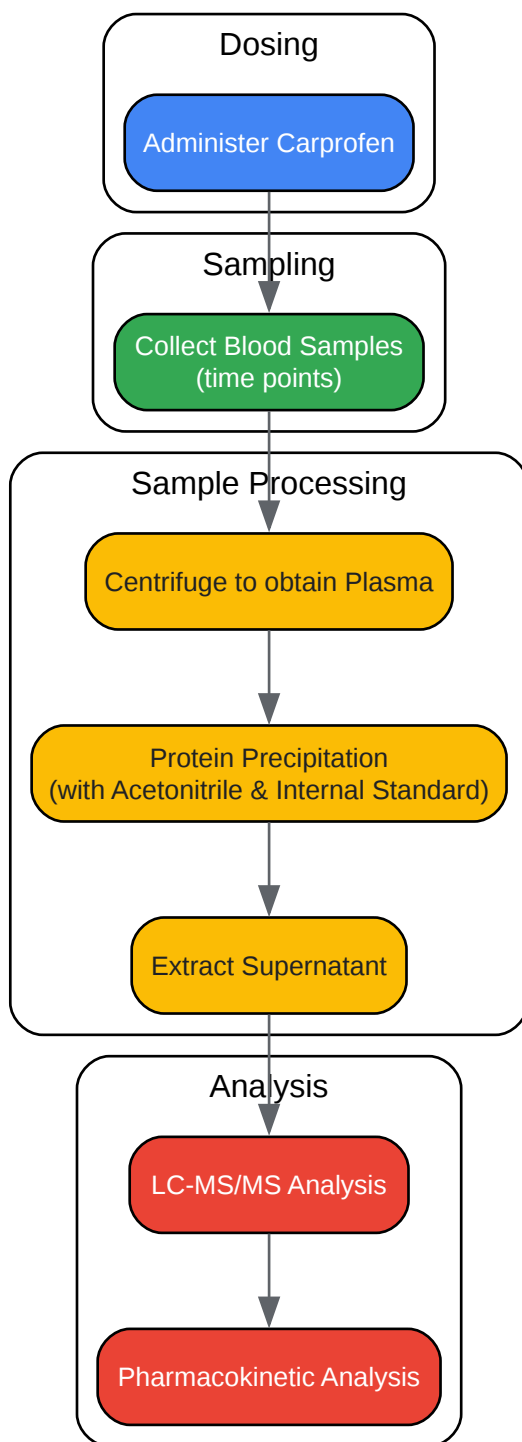 Dosing
Administer Carprofen
Sampling
Collect Blood Samples
(time points)
Sample Processing
Centrifuge to obtain Plasma
Protein Precipitation
(with Acetonitrile & Internal Standard)
Extract Supernatant
Analysis
LC-MS/MS Analysis
Pharmacokinetic Analysis